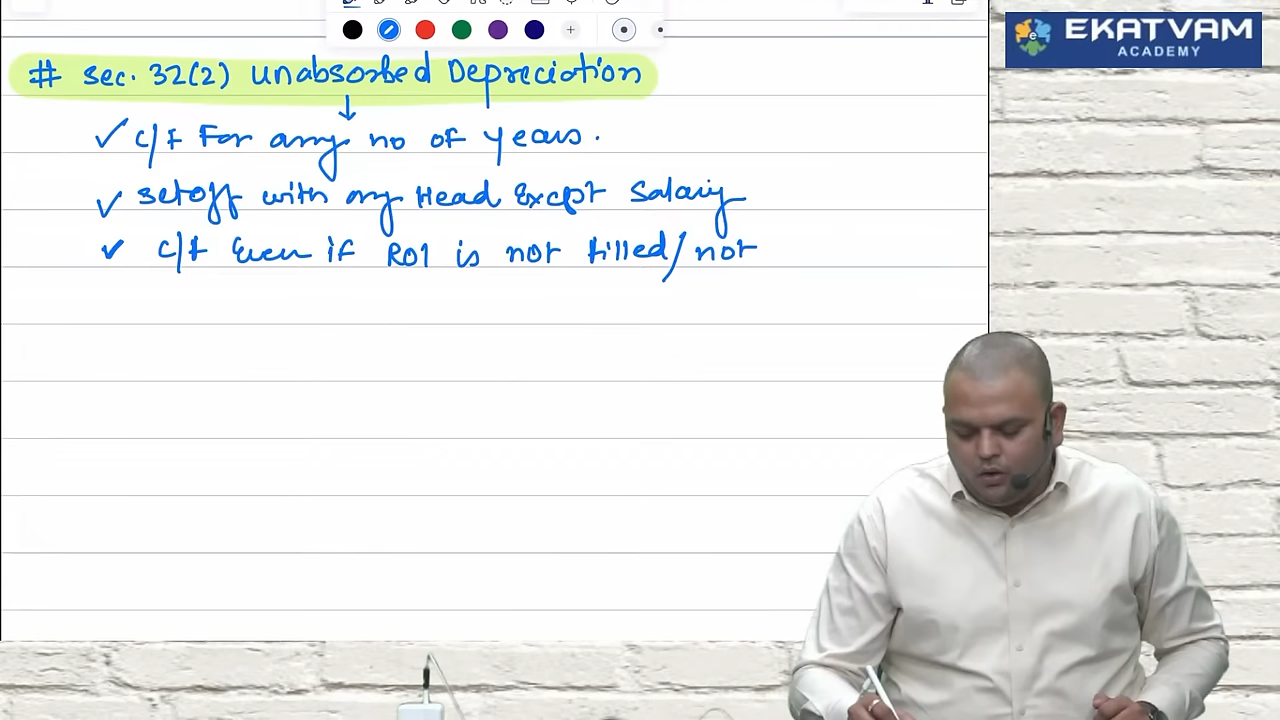 EKATVAM
ACADEMY
# Sec. 32(2) Unabsorbed Depreciation
✓ c/f For any no of years.
✓ Setoff with any Head Except Salary
✓ c/f Even if ROI is not filled/not